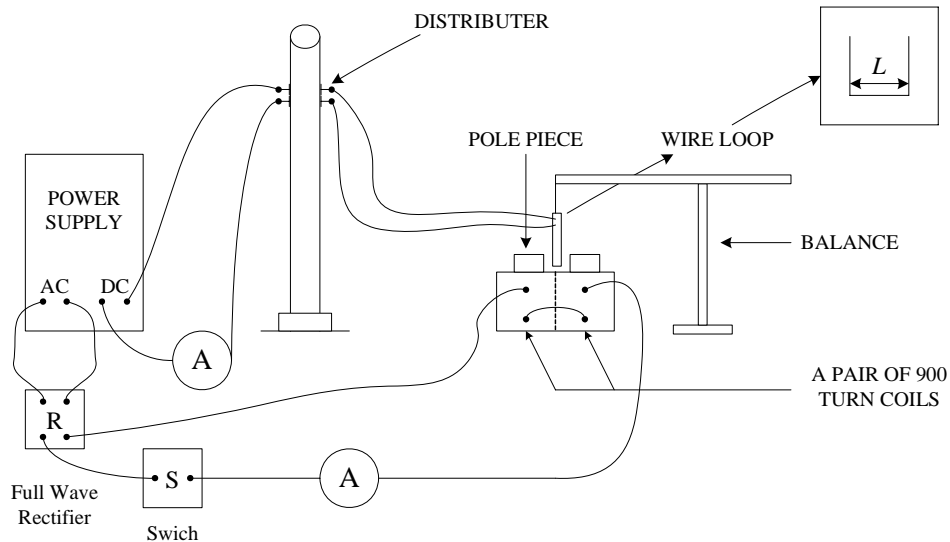 DISTRIBUTER
L
POLE PIECE
WIRE LOOP
POWER
SUPPLY
BALANCE
AC
DC
A
A PAIR OF 900
TURN COILS
R
S
A
Full Wave
Rectifier
Swich